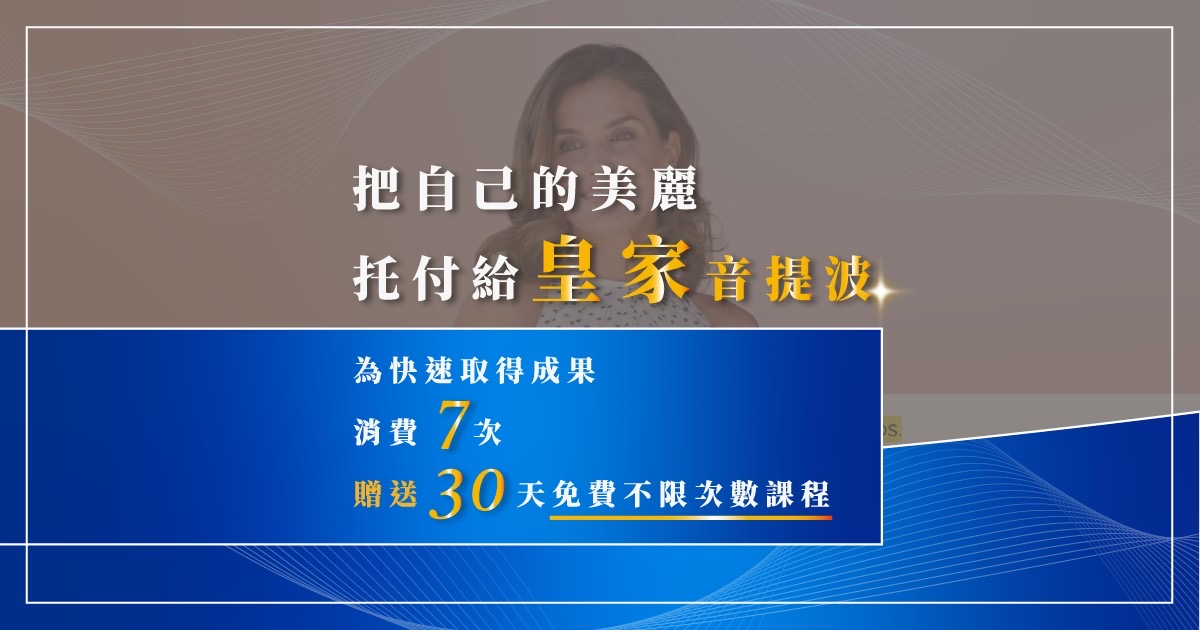 把自己的美麗
托付給皇家音提波
為快速取得成果
消費7次
贈送30天免費不限次數課程